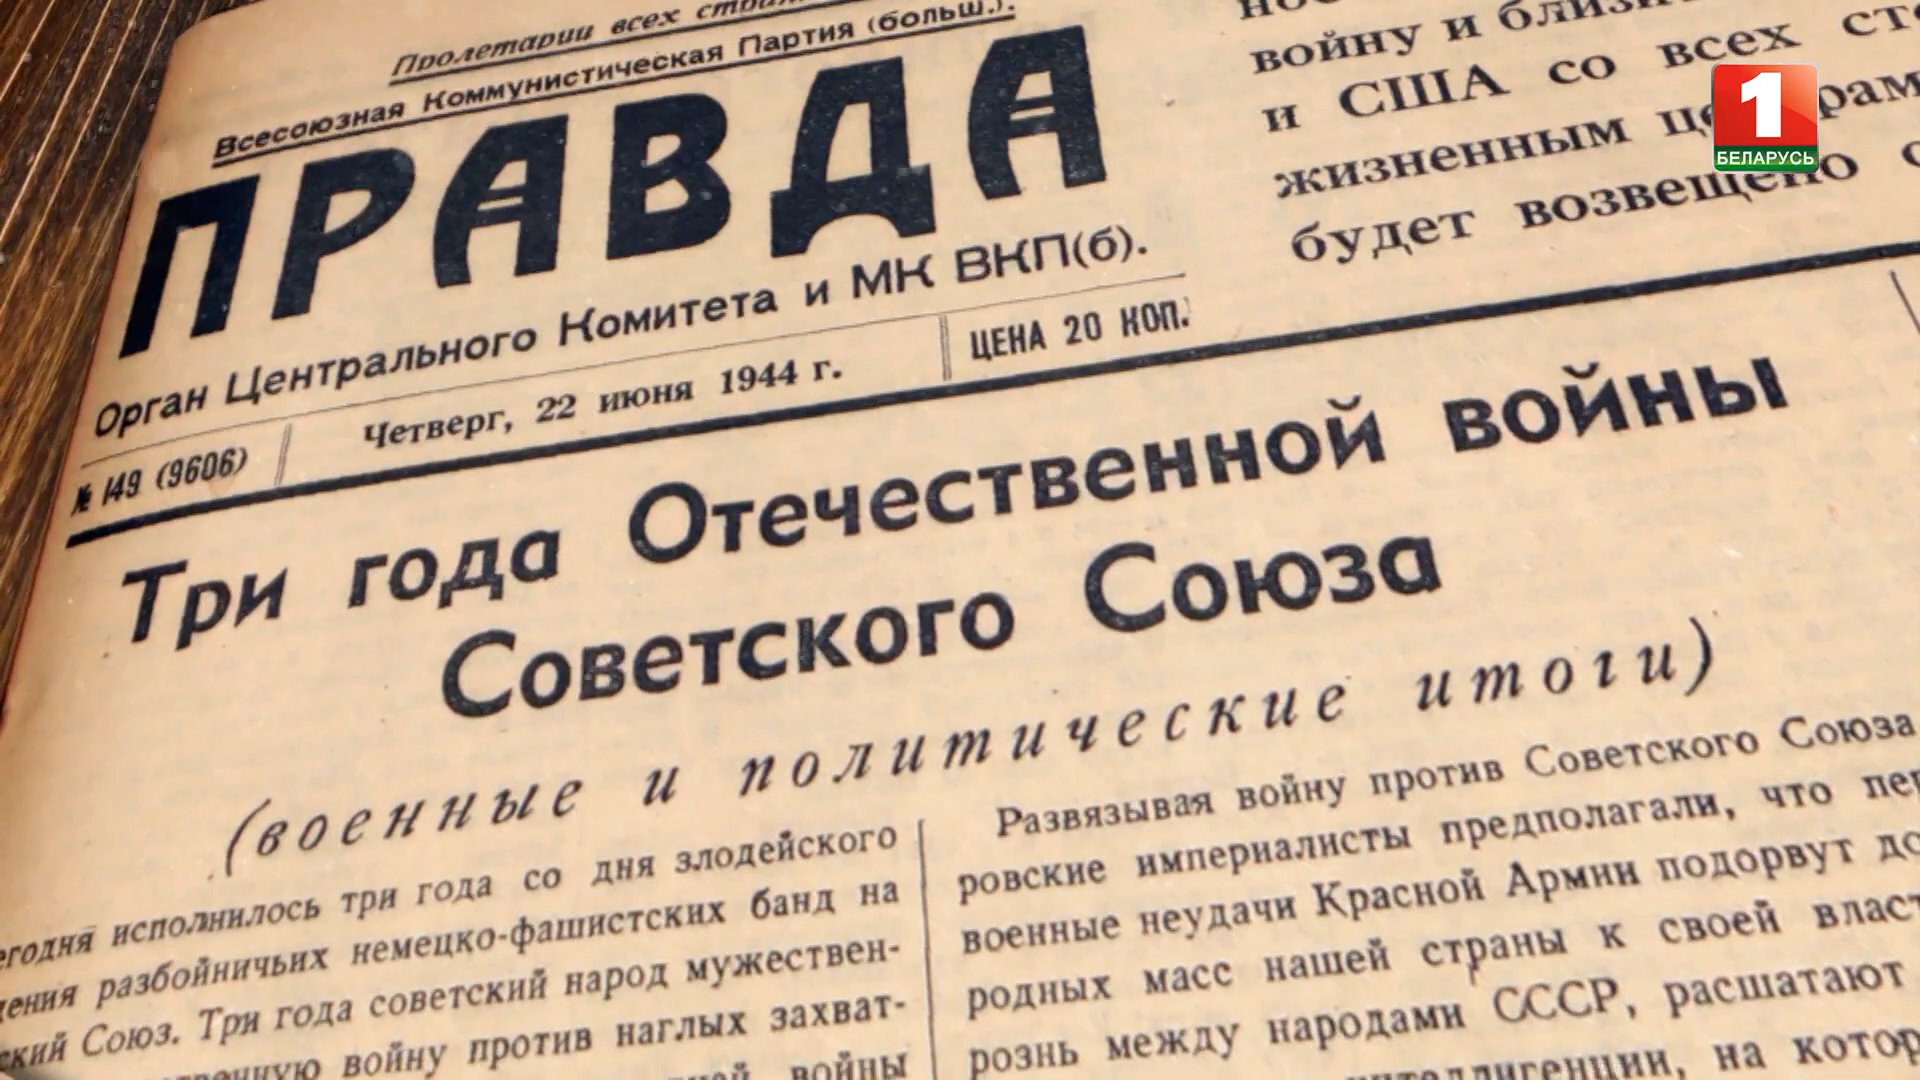 Пролетарии всех
Всесоюзная Коммунистическая Партия (больш.).
ПРАВДА
Орган Центрального Комитета и МК ВКП(б).
№ 149 (9606)
Четверг, 22 июня 1944 г.
ЦЕНА 20 КОП.
войну и
и США со всех
жизненным
будет возвещено
1
БЕЛАРУСЬ
Три года Отечественной войны
Советского Союза
(военные и политические итоги)
исполнилось три года со дня злодейского
разбойничьих немецко-фашистских банд на
Союз. Три года советский народ мужествен-
войну против наглых захват-
войны
Развязывая войну против Советского Союза
ровские империалисты предполагали, что
военные неудачи Красной Армии подорвут
родных масс нашей страны к своей
рознь между народами СССР, расшатают
на